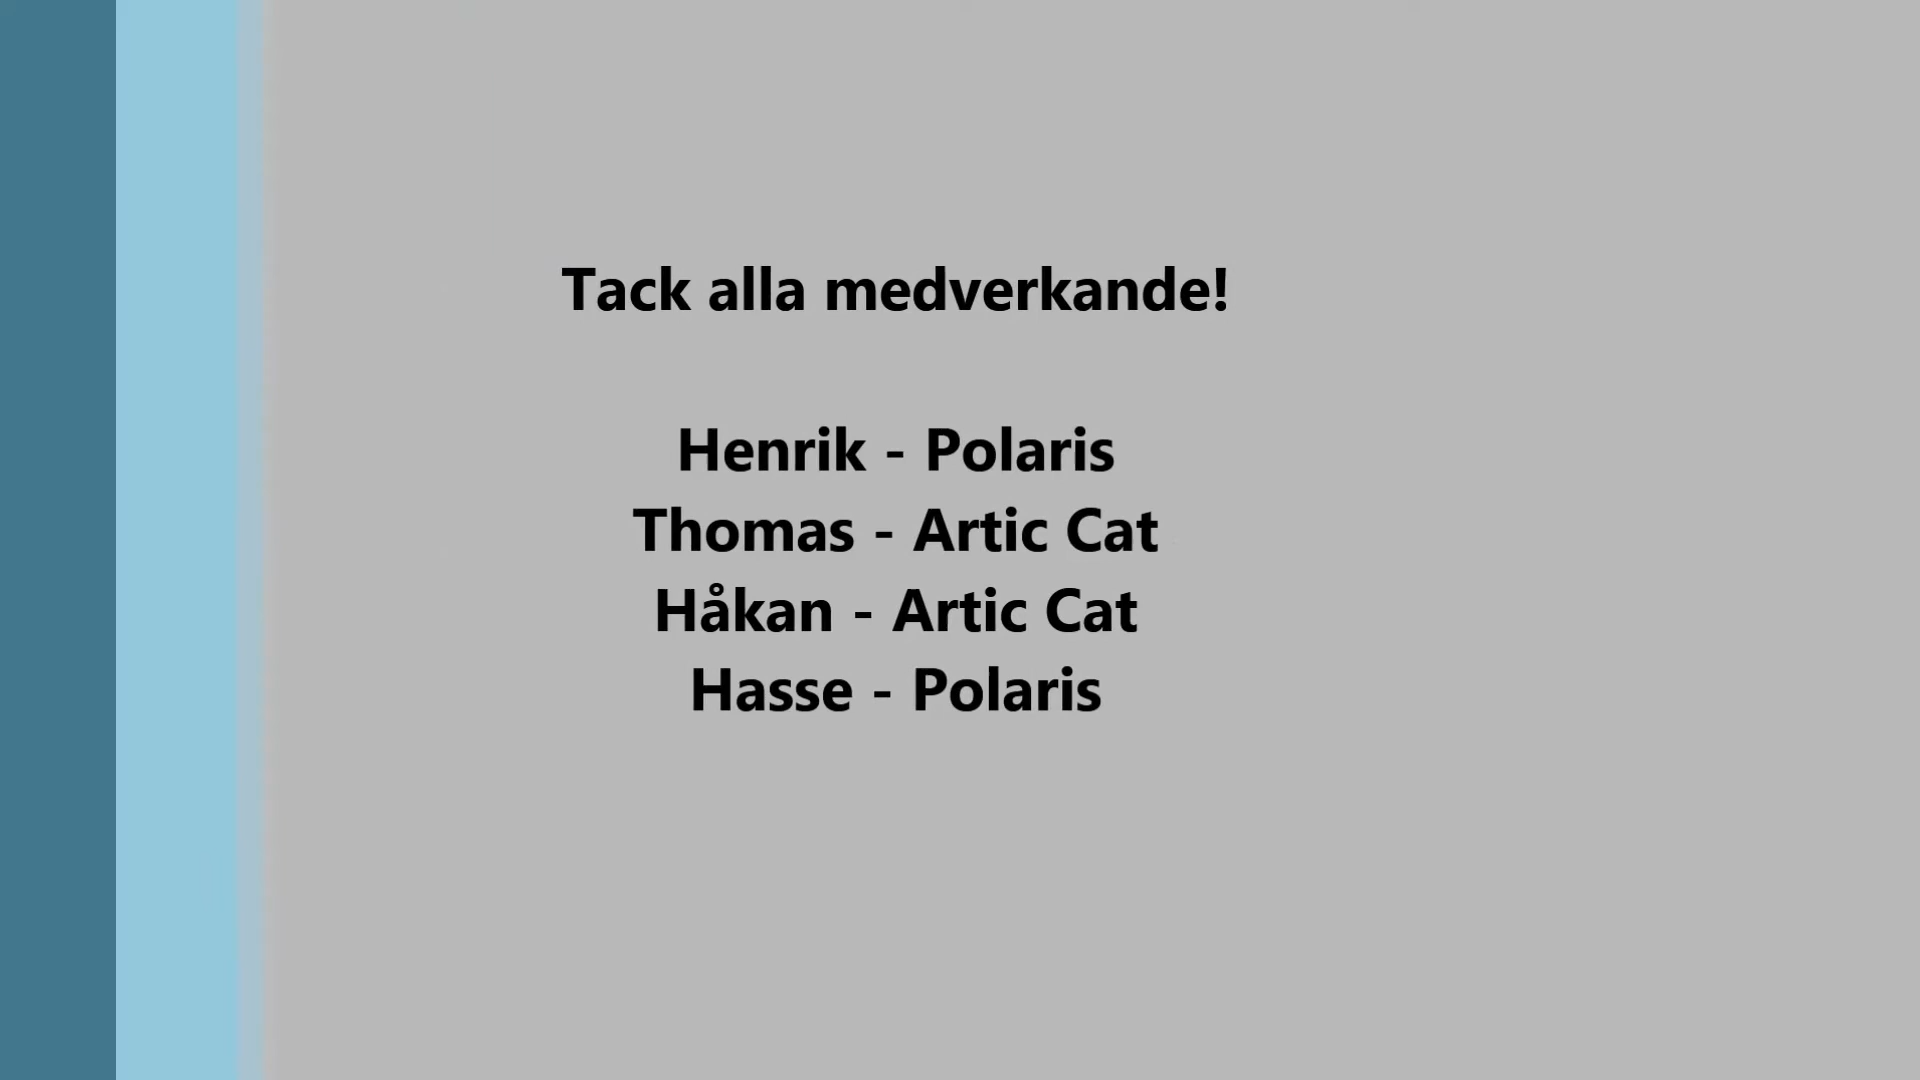 Tack alla medverkande!
Henrik - Polaris
Thomas - Artic Cat
Håkan - Artic Cat
Hasse - Polaris